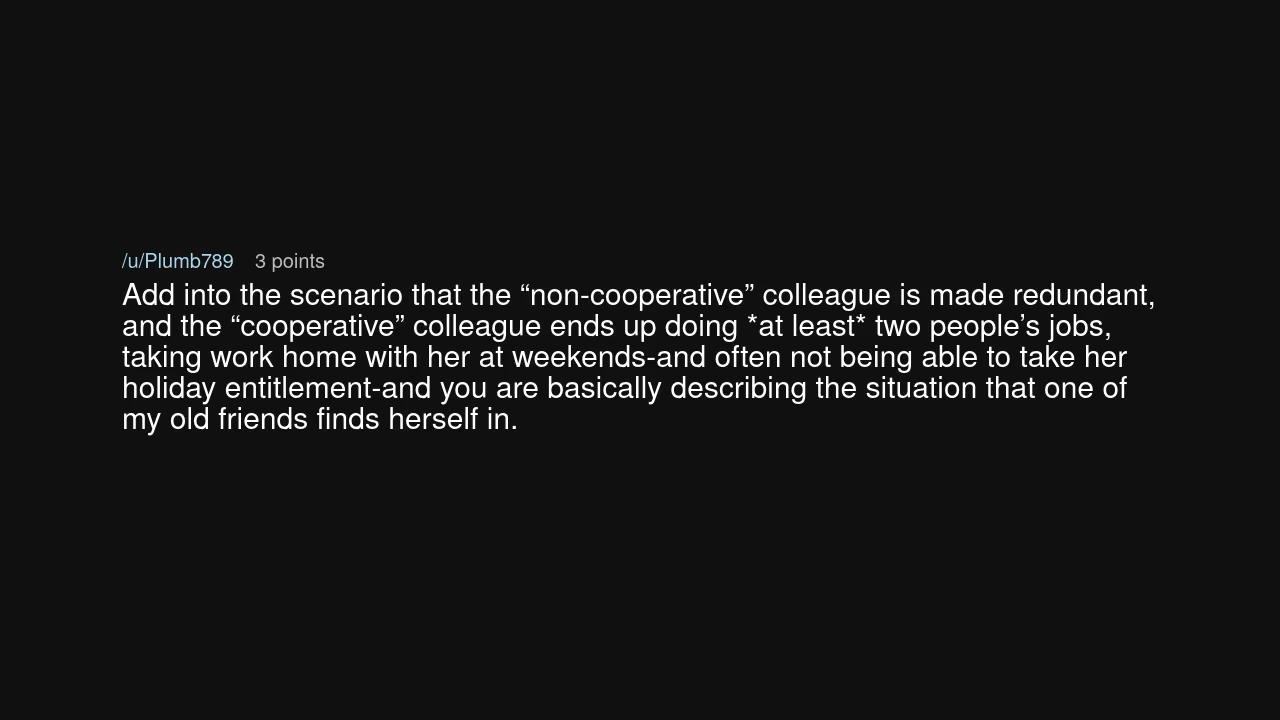 /u/Plumb789 3 points
Add into the scenario that the “non-cooperative” colleague is made redundant,
and the “cooperative” colleague ends up doing *at least* two people’s jobs,
taking work home with her at weekends-and often not being able to take her
holiday entitlement-and you are basically describing the situation that one of
my old friends finds herself in.